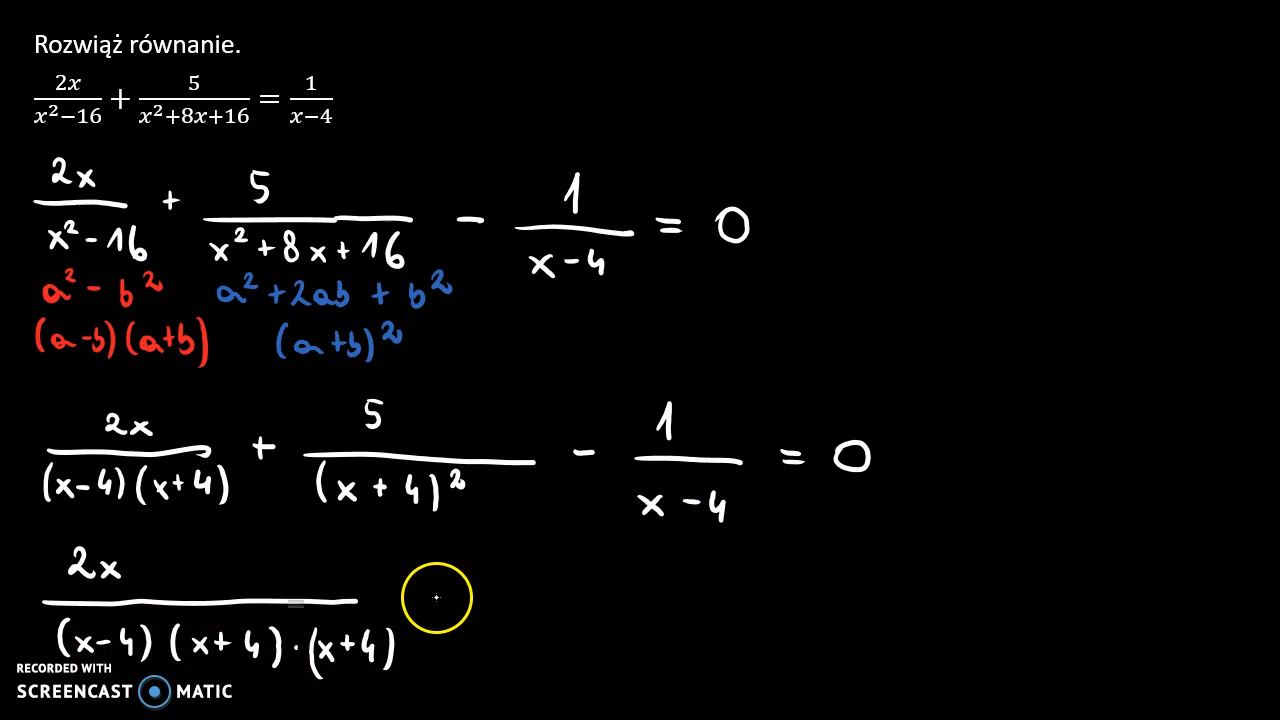 Rozwiąż równanie.
2x/(x²−16) + 5/(x²+8x+16) = 1/(x−4)
2x/(x²-16) + 5/(x²+8x+16) - 1/(x-4) = 0
a² - b² a² + 2ab + b²
(a-b)(a+b) (a+b)²
2x/((x-4)(x+4)) + 5/(x+4)² - 1/(x-4) = 0
2x/((x-4)(x+4)·(x+4))
RECORDED WITH
SCREENCAST MATIC